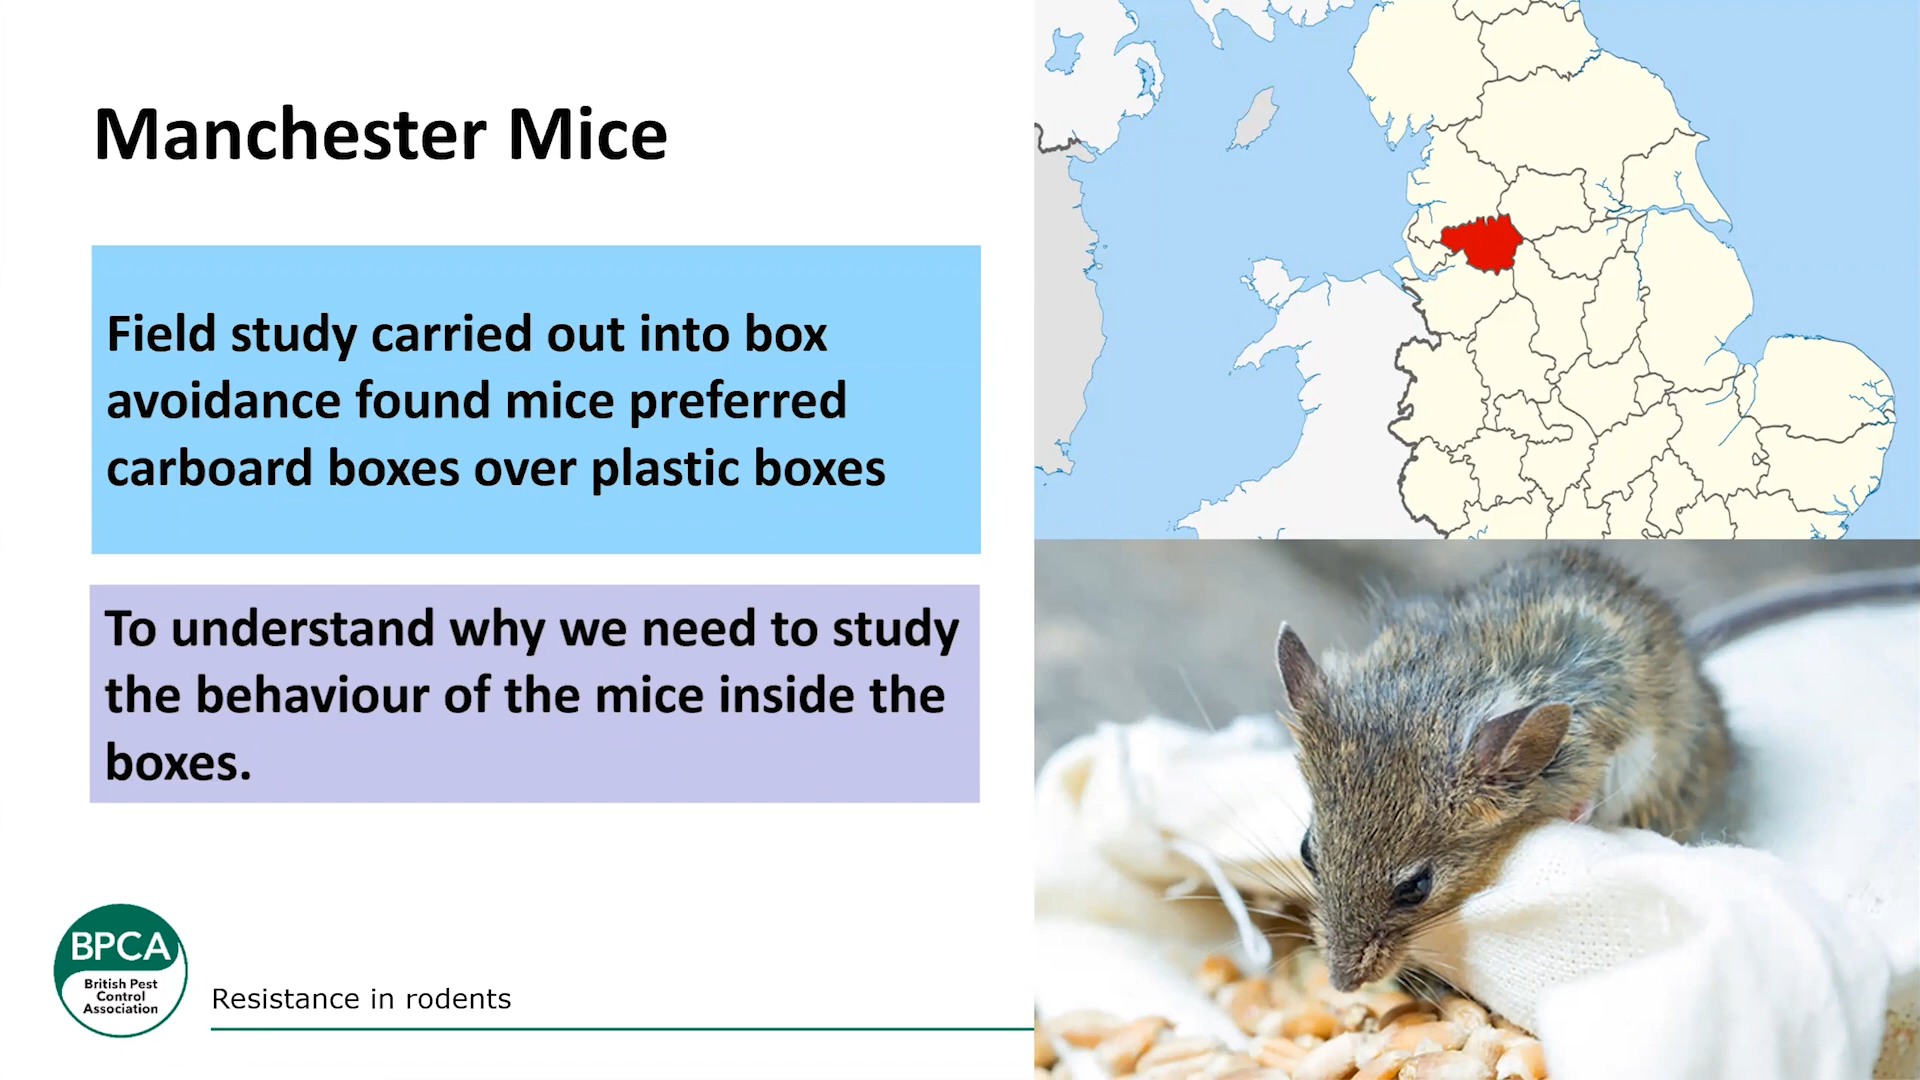 Manchester Mice
Field study carried out into box
avoidance found mice preferred
carboard boxes over plastic boxes
To understand why we need to study
the behaviour of the mice inside the
boxes.
BPCA
British Pest
Control
Association
Resistance in rodents